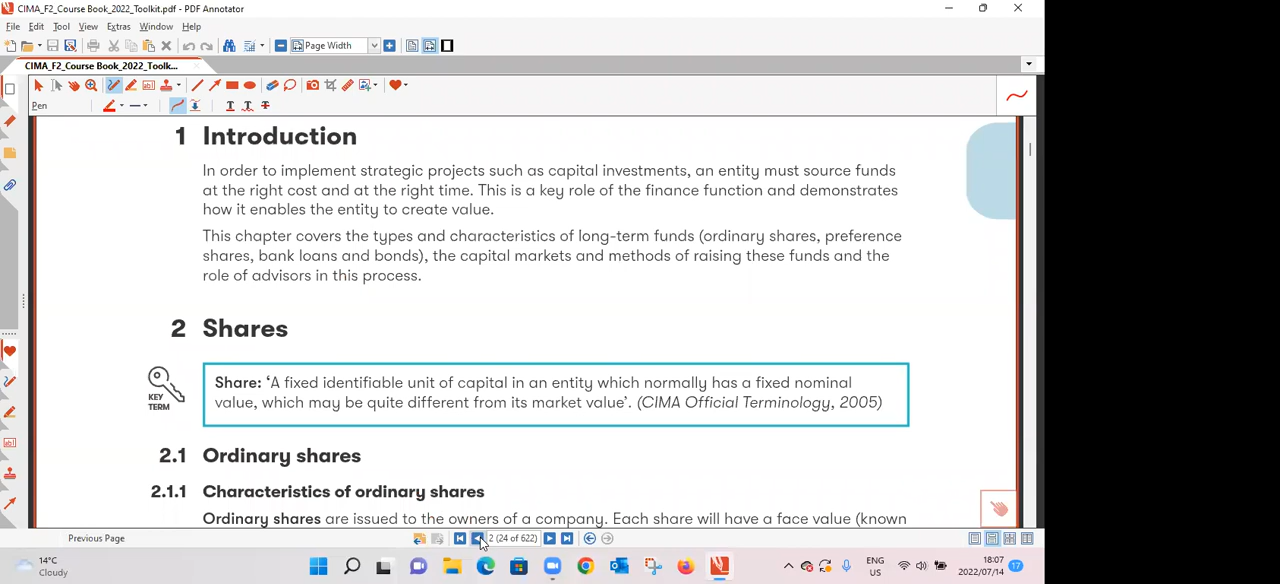 CIMA_F2_Course Book_2022_Toolkit.pdf - PDF Annotator
File Edit Tool View Extras Window Help
Page Width
CIMA_F2_Course Book_2022_Toolk...
Pen
1 Introduction
In order to implement strategic projects such as capital investments, an entity must source funds
at the right cost and at the right time. This is a key role of the finance function and demonstrates
how it enables the entity to create value.
This chapter covers the types and characteristics of long-term funds (ordinary shares, preference
shares, bank loans and bonds), the capital markets and methods of raising these funds and the
role of advisors in this process.
2 Shares
KEY
TERM
Share: ‘A fixed identifiable unit of capital in an entity which normally has a fixed nominal
value, which may be quite different from its market value’. (CIMA Official Terminology, 2005)
2.1 Ordinary shares
2.1.1 Characteristics of ordinary shares
Ordinary shares are issued to the owners of a company. Each share will have a face value (known
Previous Page
2 (24 of 622)
14°C
Cloudy
ENG
US
18:07
2022/07/14
17